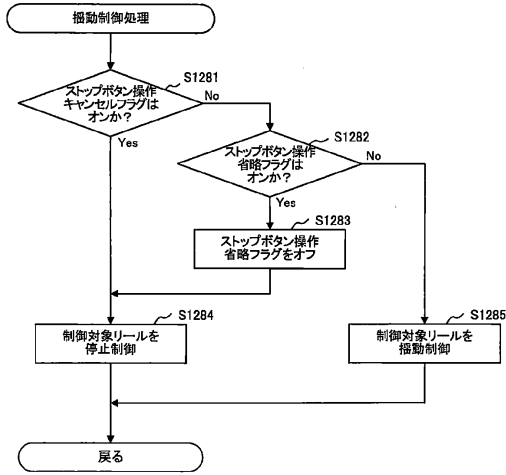 揺動制御処理
S1281
ストップボタン操作
キャンセルフラグは
オンか？
No
Yes
S1282
ストップボタン操作
省略フラグは
オンか？
No
Yes
S1283
ストップボタン操作
省略フラグをオフ
S1284
制御対象リールを
停止制御
S1285
制御対象リールを
揺動制御
戻る